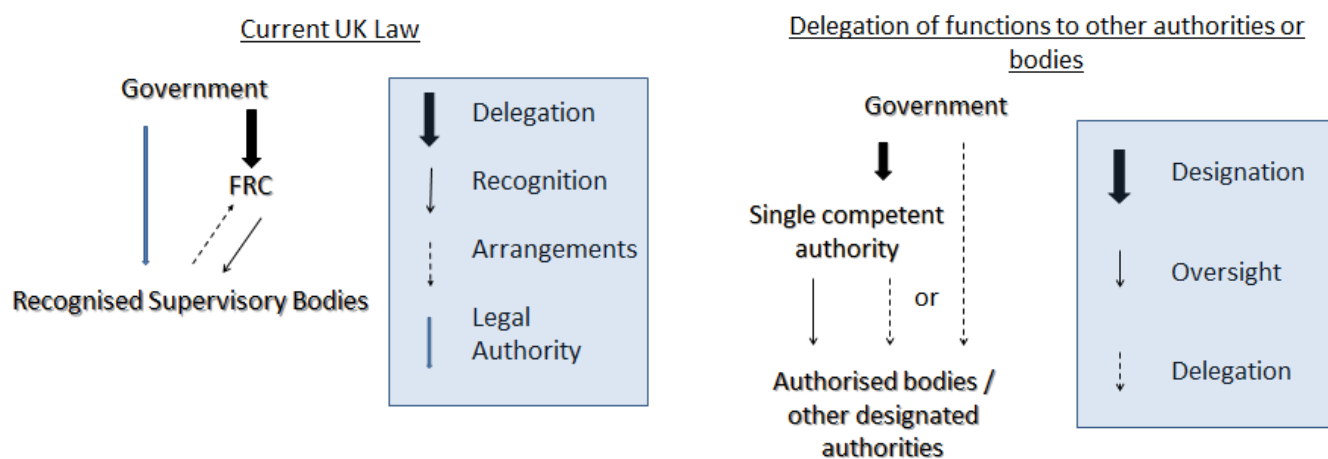 Current UK Law
Government
FRC
Recognised Supervisory Bodies
Delegation
Recognition
Arrangements
Legal
Authority
Delegation of functions to other authorities or
bodies
Government
Single competent
authority
or
Authorised bodies /
other designated
authorities
Designation
Oversight
Delegation